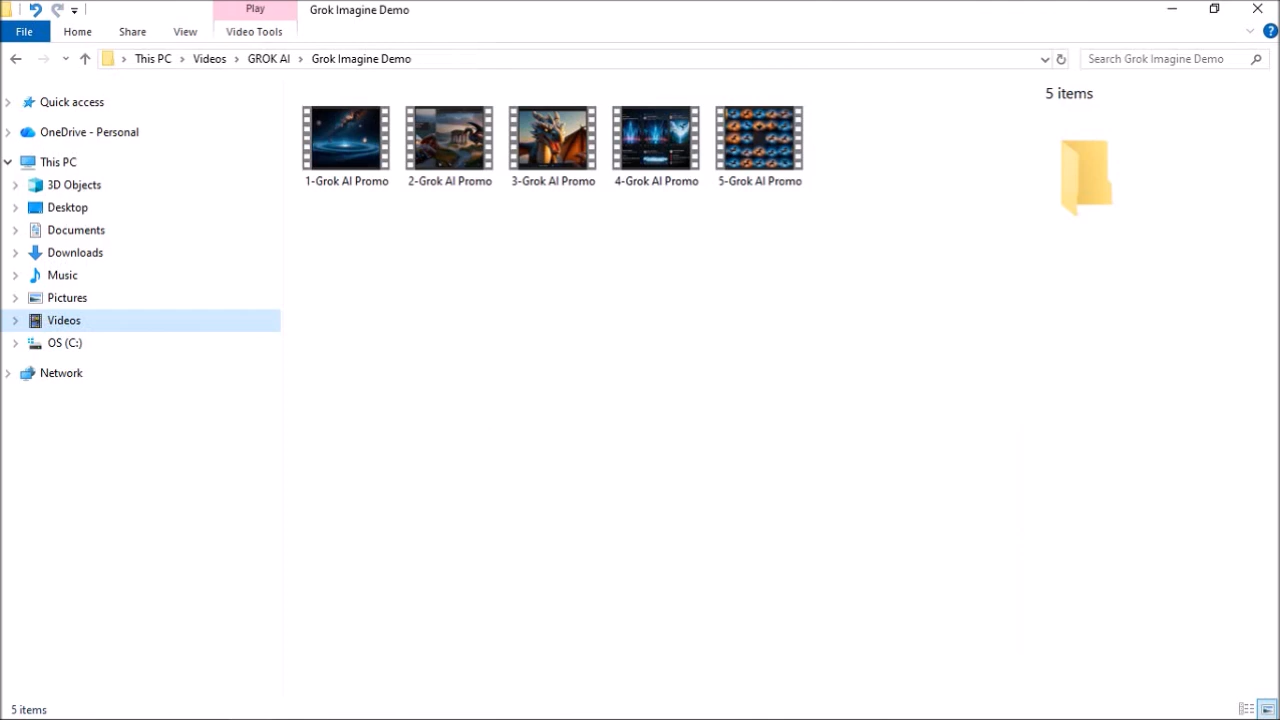 Play
Grok Imagine Demo
File
Home
Share
View
Video Tools
This PC
Videos
GROK AI
Grok Imagine Demo
Search Grok Imagine Demo
Quick access
OneDrive - Personal
This PC
3D Objects
Desktop
Documents
Downloads
Music
Pictures
Videos
OS (C:)
Network
1-Grok AI Promo
2-Grok AI Promo
3-Grok AI Promo
4-Grok AI Promo
5-Grok AI Promo
5 items
5 items